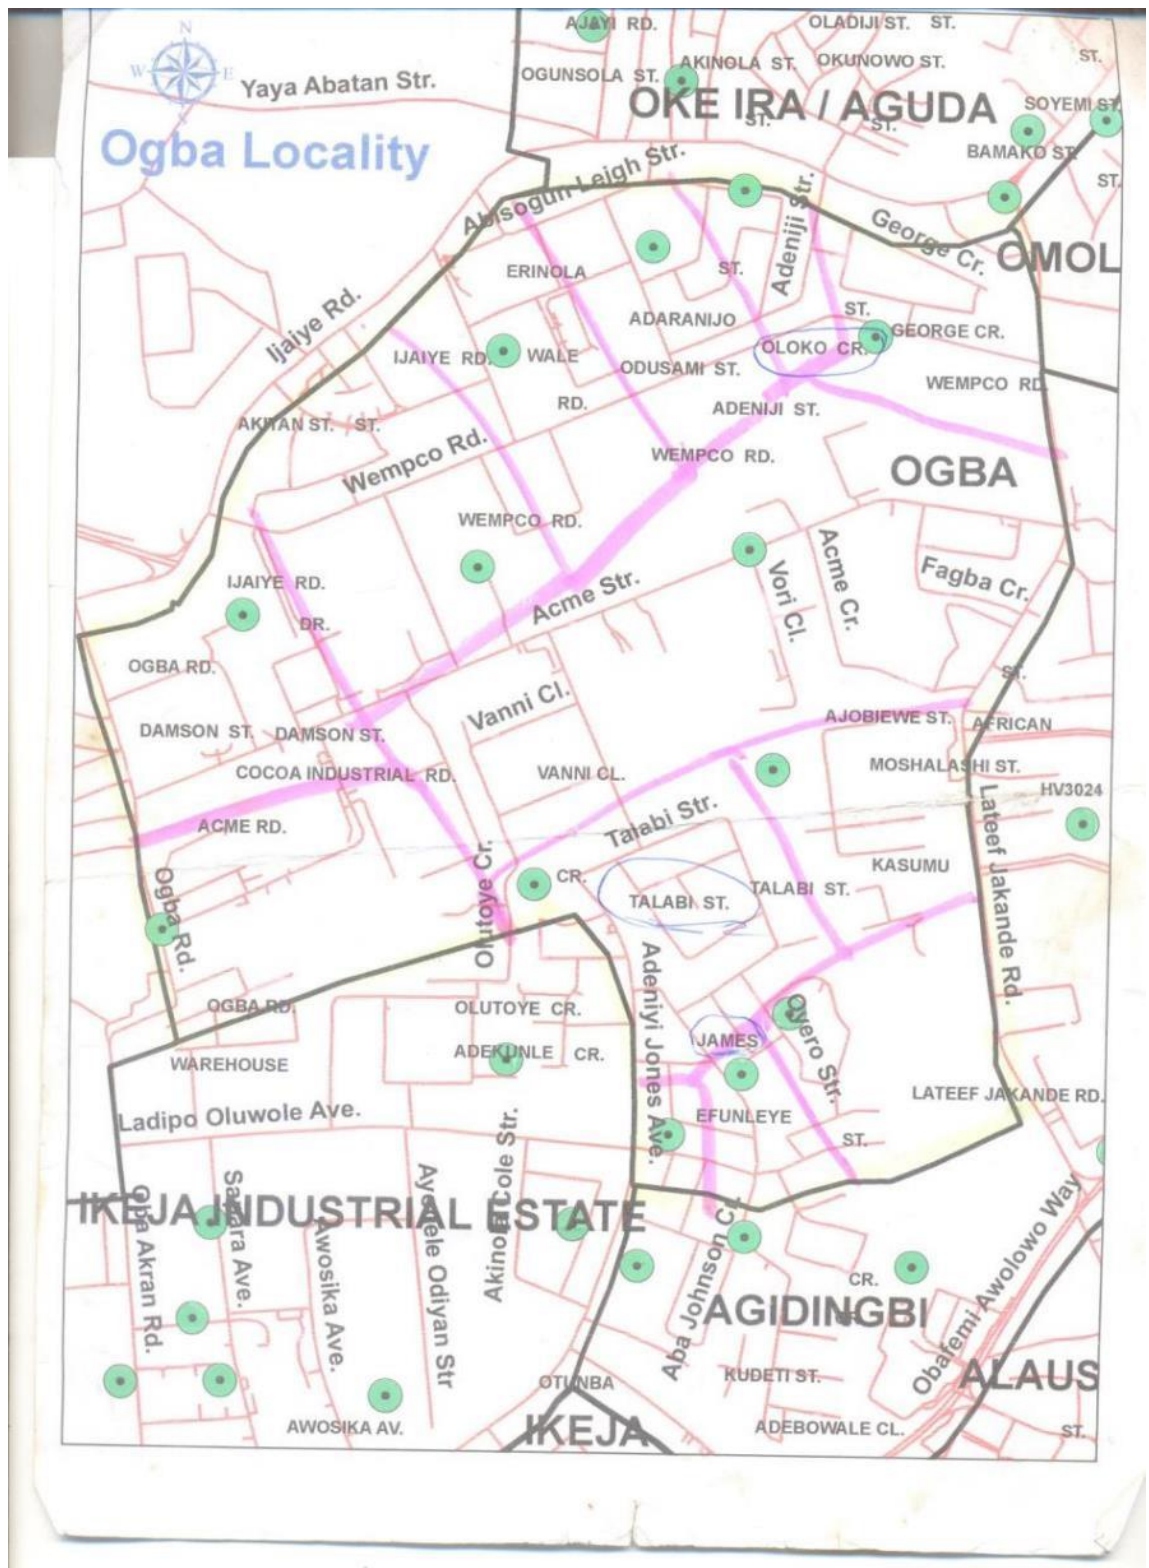 AJAYI RD.
OLADIJI ST. ST.
N
W E
S
Yaya Abatan Str.
OGUNSOLA ST.
AKINOLA ST.
OKUNOWO ST.
ST.
OKE IRA / AGUDA
SOYEMI ST.
ST.
ST.
Ogba Locality
BAMAKO ST.
ST.
Abisogun Leigh Str.
Adeniji Str.
George Cr.
OMOL
ERINOLA
ST.
Ijaiye Rd.
ADARANIJO
ST.
GEORGE CR.
OLOKO CR.
IJAIYE RD.
WALE
ODUSAMI ST.
WEMPCO RD.
RD.
ADENIJI ST.
AKITAN ST. ST.
Wempco Rd.
WEMPCO RD.
OGBA
WEMPCO RD.
Acme Str.
Vori Cl.
Acme Cr.
Fagba Cr.
IJAIYE RD.
DR.
OGBA RD.
ST.
Vanni Cl.
DAMSON ST.
DAMSON ST.
AJOBIEWE ST.
AFRICAN
COCOA INDUSTRIAL RD.
VANNI CL.
MOSHALASHI ST.
HV3024
ACME RD.
Talabi Str.
Lateef Jakande Rd.
Ogba Rd.
Olutoye Cr.
CR.
TALABI ST.
TALABI ST.
KASUMU
Adeniyi Jones Ave.
OGBA RD.
OLUTOYE CR.
Oyero Str.
JAMES
WAREHOUSE
ADEKUNLE CR.
LATEEF JAKANDE RD.
Ladipo Oluwole Ave.
EFUNLEYE
ST.
IKEJA INDUSTRIAL ESTATE
Oba Akran Rd.
Sapara Ave.
Awosika Ave.
Ayodele Odiyan Str
Akinola Cole Str.
Aba Johnson Cr.
Obafemi Awolowo Way
CR.
AGIDINGBI
KUDETI ST.
ALAUS
OTUNBA
AWOSIKA AV.
IKEJA
ADEBOWALE CL.
ST.